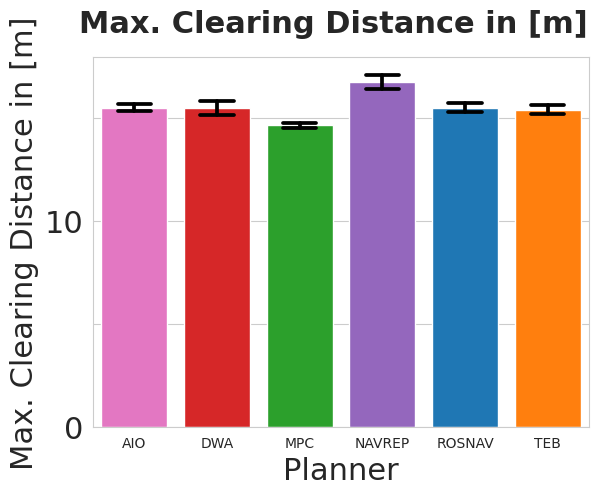 Max. Clearing Distance in [m]
Max. Clearing Distance in [m]
10
0
AIO DWA MPC NAVREP ROSNAV TEB
Planner